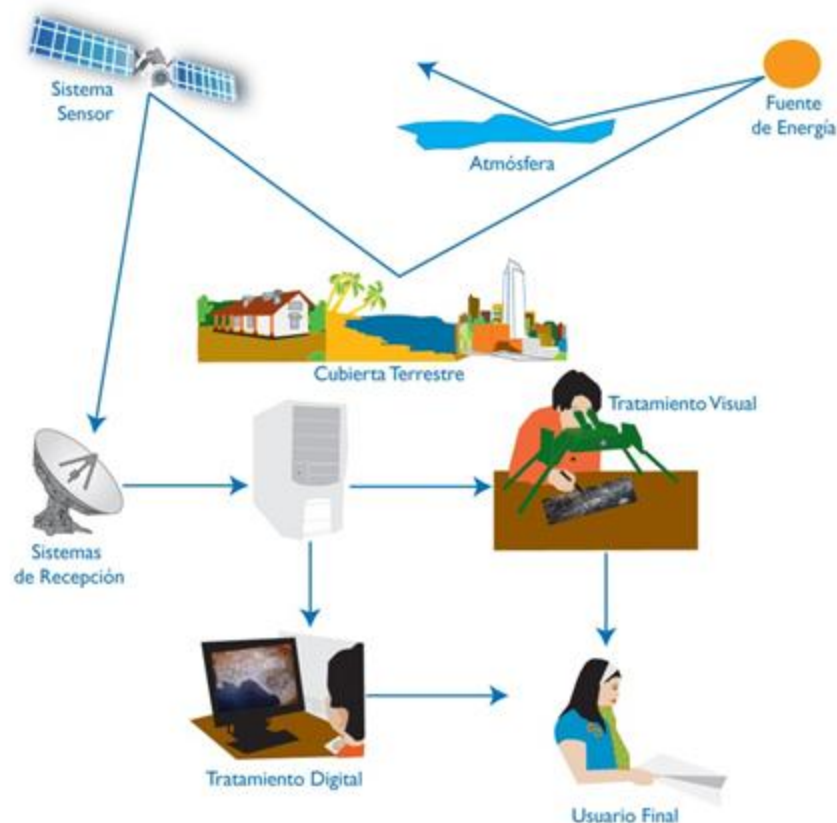 Sistema
Sensor
Fuente
de Energía
Atmósfera
Cubierta Terrestre
Tratamiento Visual
Sistemas
de Recepción
Tratamiento Digital
Usuario Final